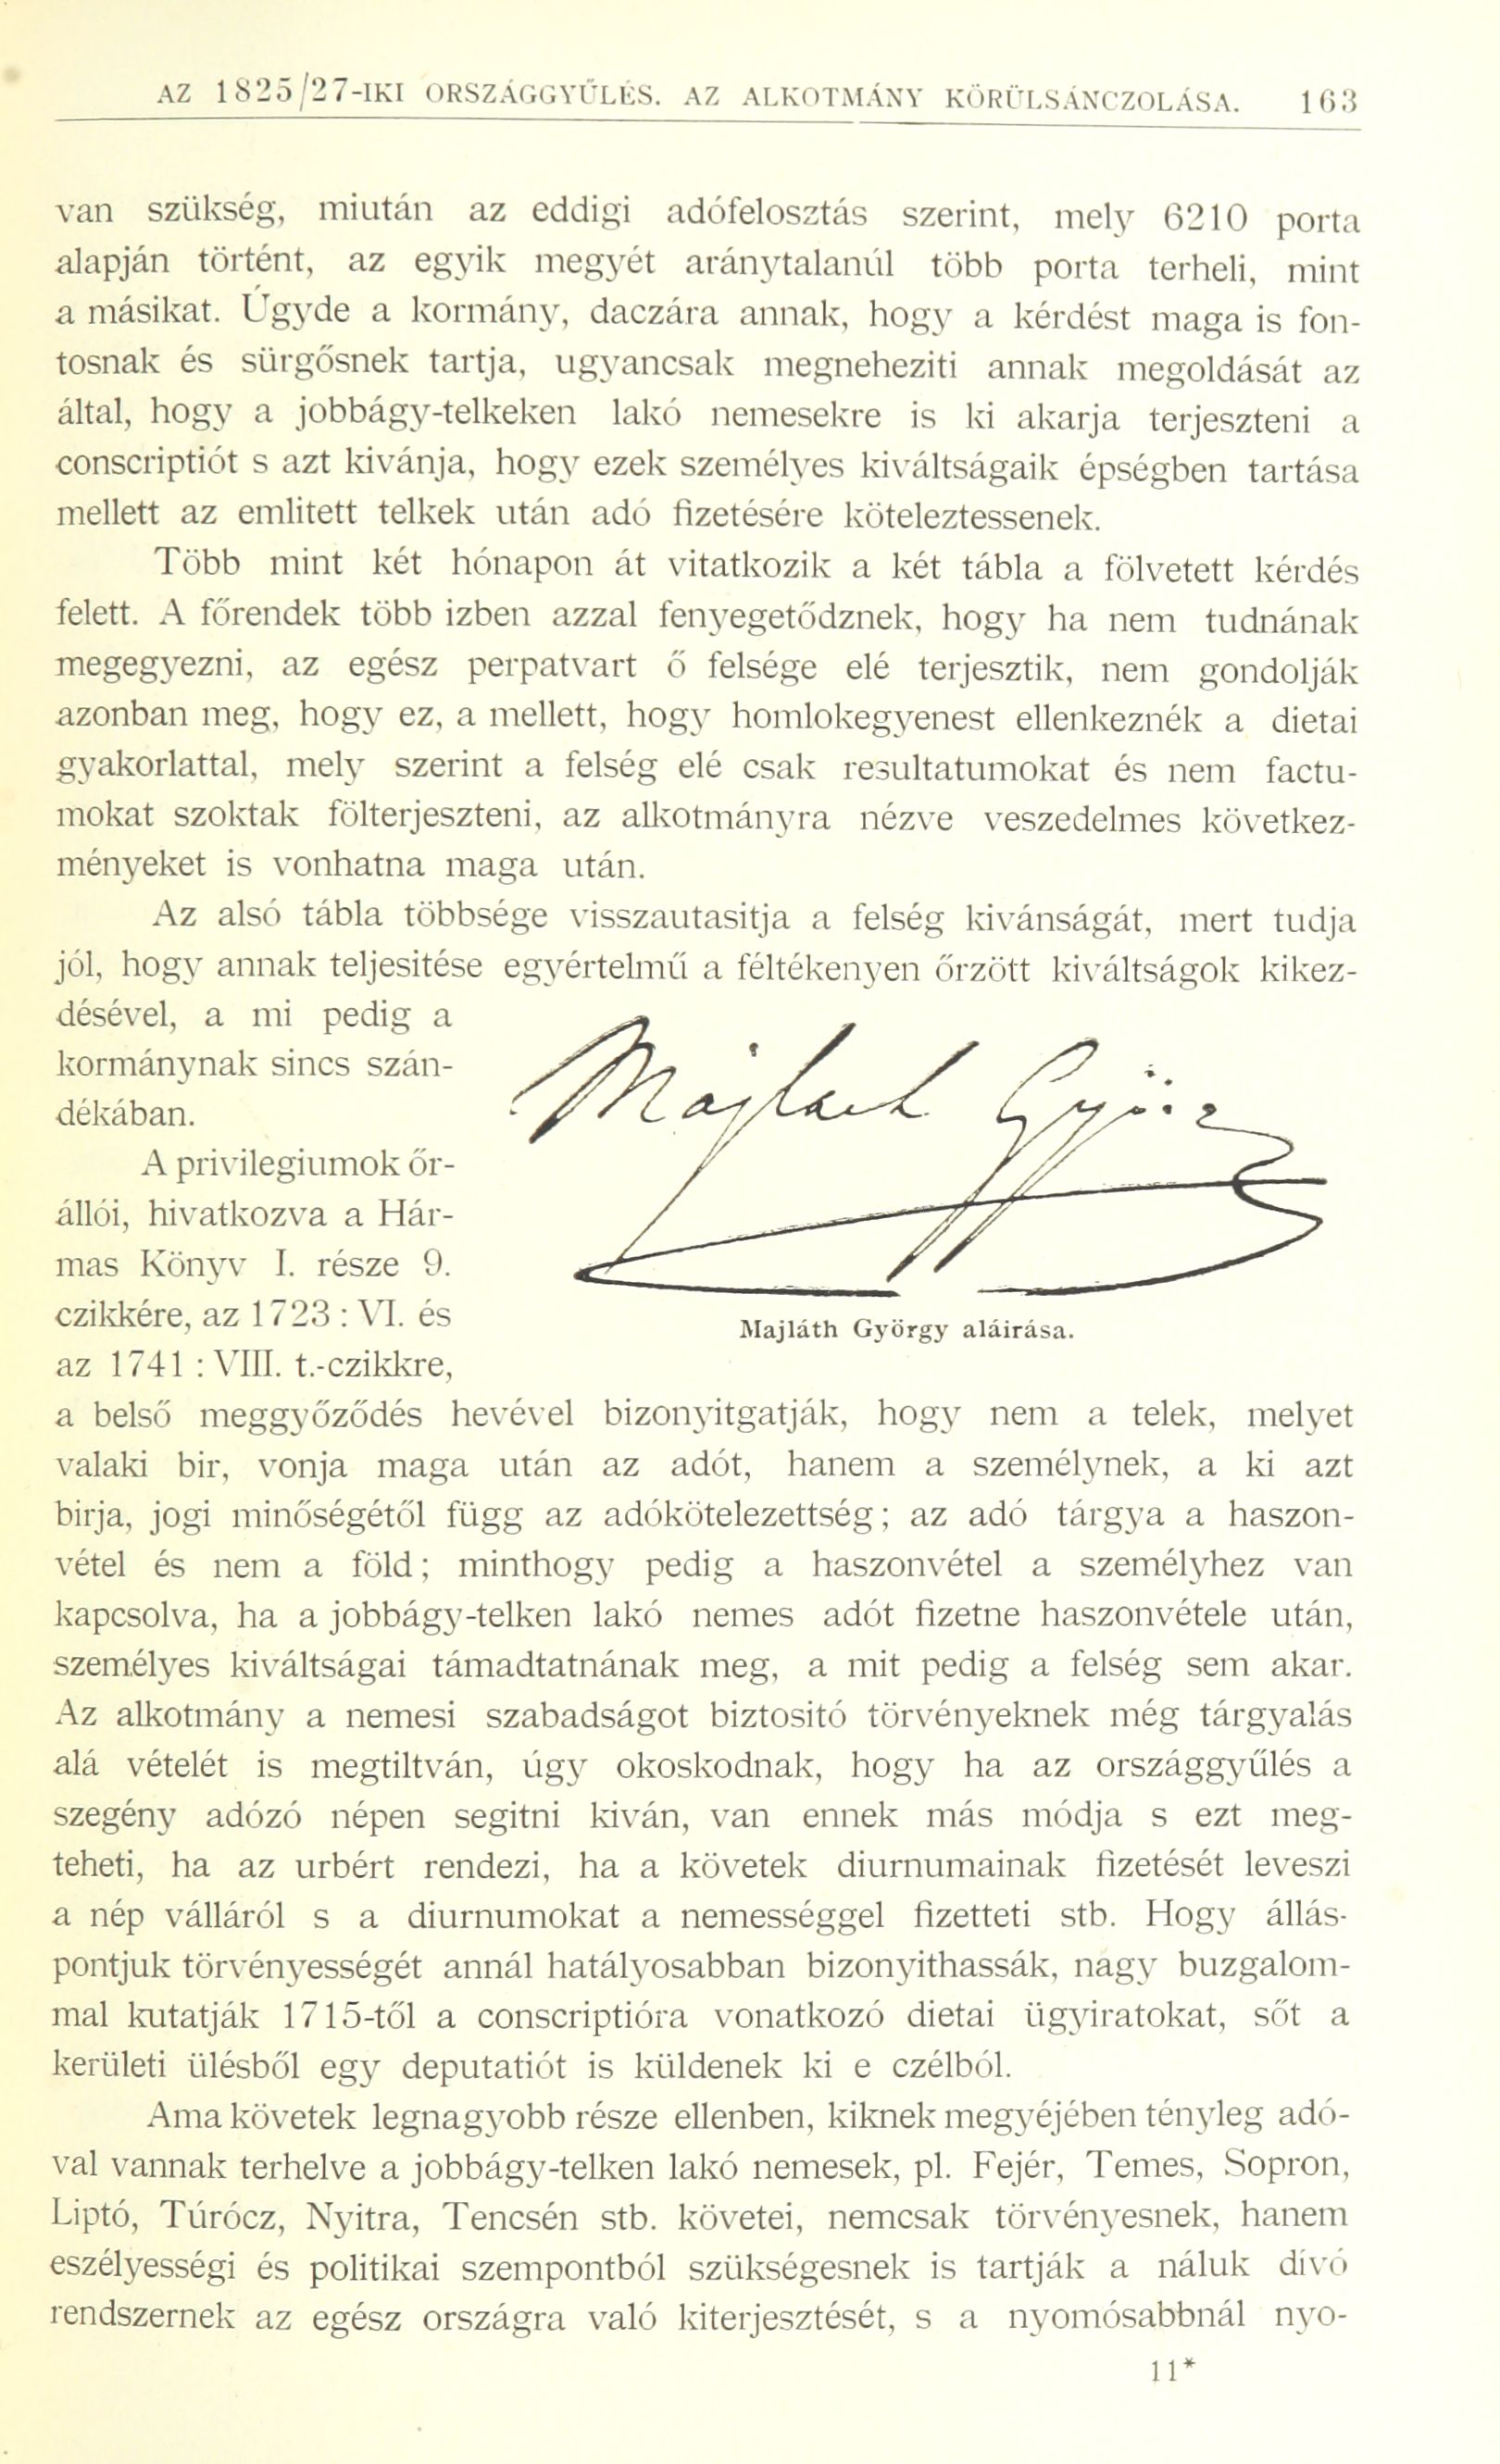 AZ 1825/27-IKI ORSZÁGGYŰLÉS. AZ ALKOTMÁNY KÖRÜLSÁNCZOLÁSA. 163
van szükség, miután az eddigi adófelosztás szerint, mely 6210 porta
alapján történt, az egyik megyét aránytalanúl több porta terheli, mint
a másikat. Úgyde a kormány, daczára annak, hogy a kérdést maga is fon-
tosnak és sürgősnek tartja, ugyancsak megneheziti annak megoldását az
által, hogy a jobbágy-telkeken lakó nemesekre is ki akarja terjeszteni a
conscriptiót s azt kivánja, hogy ezek személyes kiváltságaik épségben tartása
mellett az emlitett telkek után adó fizetésére köteleztessenek.
Több mint két hónapon át vitatkozik a két tábla a fölvetett kérdés
felett. A főrendek több izben azzal fenyegetődznek, hogy ha nem tudnának
megegyezni, az egész perpatvart ő felsége elé terjesztik, nem gondolják
azonban meg, hogy ez, a mellett, hogy homlokegyenest ellenkeznék a dietai
gyakorlattal, mely szerint a felség elé csak resultatumokat és nem factu-
mokat szoktak fölterjeszteni, az alkotmányra nézve veszedelmes következ-
ményeket is vonhatna maga után.
Az alsó tábla többsége visszautasitja a felség kivánságát, mert tudja
jól, hogy annak teljesitése egyértelmű a féltékenyen őrzött kiváltságok kikez-
désével, a mi pedig a
kormánynak sincs szán-
dékában.
A privilegiumok őr-
állói, hivatkozva a Hár-
mas Könyv I. része 9.
czikkére, az 1723 : VI. és
az 1741 : VIII. t.-czikkre,
Majláth György
Majláth György aláirása.
a belső meggyőződés hevével bizonyitgatják, hogy nem a telek, melyet
valaki bir, vonja maga után az adót, hanem a személynek, a ki azt
birja, jogi minőségétől függ az adókötelezettség; az adó tárgya a haszon-
vétel és nem a föld; minthogy pedig a haszonvétel a személyhez van
kapcsolva, ha a jobbágy-telken lakó nemes adót fizetne haszonvétele után,
személyes kiváltságai támadtatnának meg, a mit pedig a felség sem akar.
Az alkotmány a nemesi szabadságot biztositó törvényeknek még tárgyalás
alá vételét is megtiltván, úgy okoskodnak, hogy ha az országgyűlés a
szegény adózó népen segitni kiván, van ennek más módja s ezt meg-
teheti, ha az urbért rendezi, ha a követek diurnumainak fizetését leveszi
a nép válláról s a diurnumokat a nemességgel fizetteti stb. Hogy állás-
pontjuk törvényességét annál hatályosabban bizonyithassák, nagy buzgalom-
mal kutatják 1715-től a conscriptióra vonatkozó dietai ügyiratokat, sőt a
kerületi ülésből egy deputatiót is küldenek ki e czélból.
Ama követek legnagyobb része ellenben, kiknek megyéjében tényleg adó-
val vannak terhelve a jobbágy-telken lakó nemesek, pl. Fejér, Temes, Sopron,
Liptó, Túrócz, Nyitra, Tencsén stb. követei, nemcsak törvényesnek, hanem
eszélyességi és politikai szempontból szükségesnek is tartják a náluk dívó
rendszernek az egész országra való kiterjesztését, s a nyomósabbnál nyo-
11*